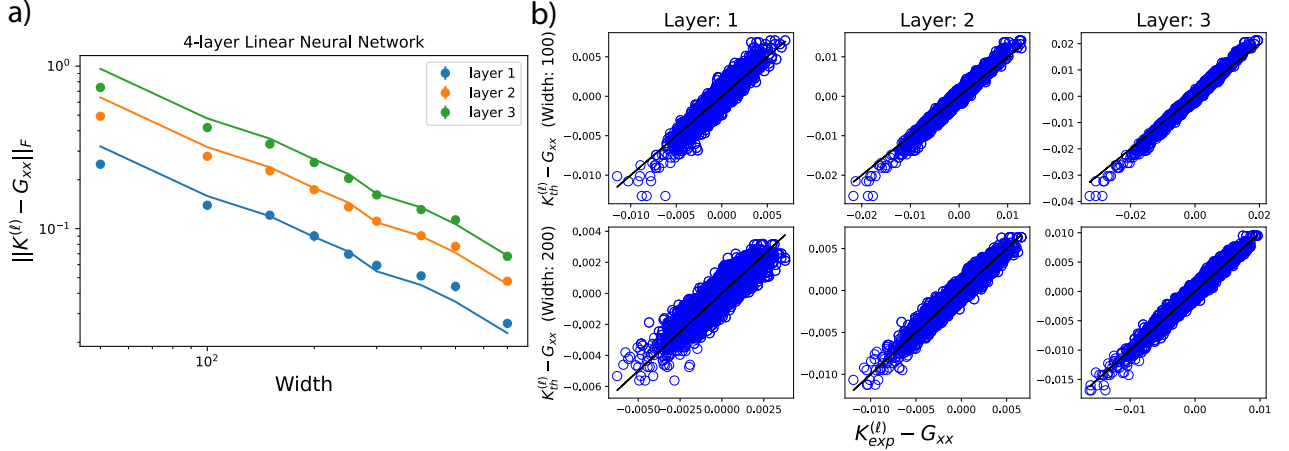 a)
4-layer Linear Neural Network
layer 1
layer 2
layer 3
10⁰
10⁻¹
||K^(ℓ) − G_xx||_F
10²
Width
b)
Layer: 1
Layer: 2
Layer: 3
K_th^(ℓ) − G_xx (Width: 100)
0.005
0.000
−0.005
−0.010
−0.010 −0.005 0.000 0.005
0.01
0.00
−0.01
−0.02
−0.02 −0.01 0.00 0.01
0.02
0.01
0.00
−0.01
−0.02
−0.03
−0.04
−0.02 0.00 0.02
K_th^(ℓ) − G_xx (Width: 200)
0.004
0.002
0.000
−0.002
−0.004
−0.006
−0.0050 −0.0025 0.0000 0.0025
0.005
0.000
−0.005
−0.010
−0.010 −0.005 0.000 0.005
0.010
0.005
0.000
−0.005
−0.010
−0.015
−0.01 0.00 0.01
K_exp^(ℓ) − G_xx